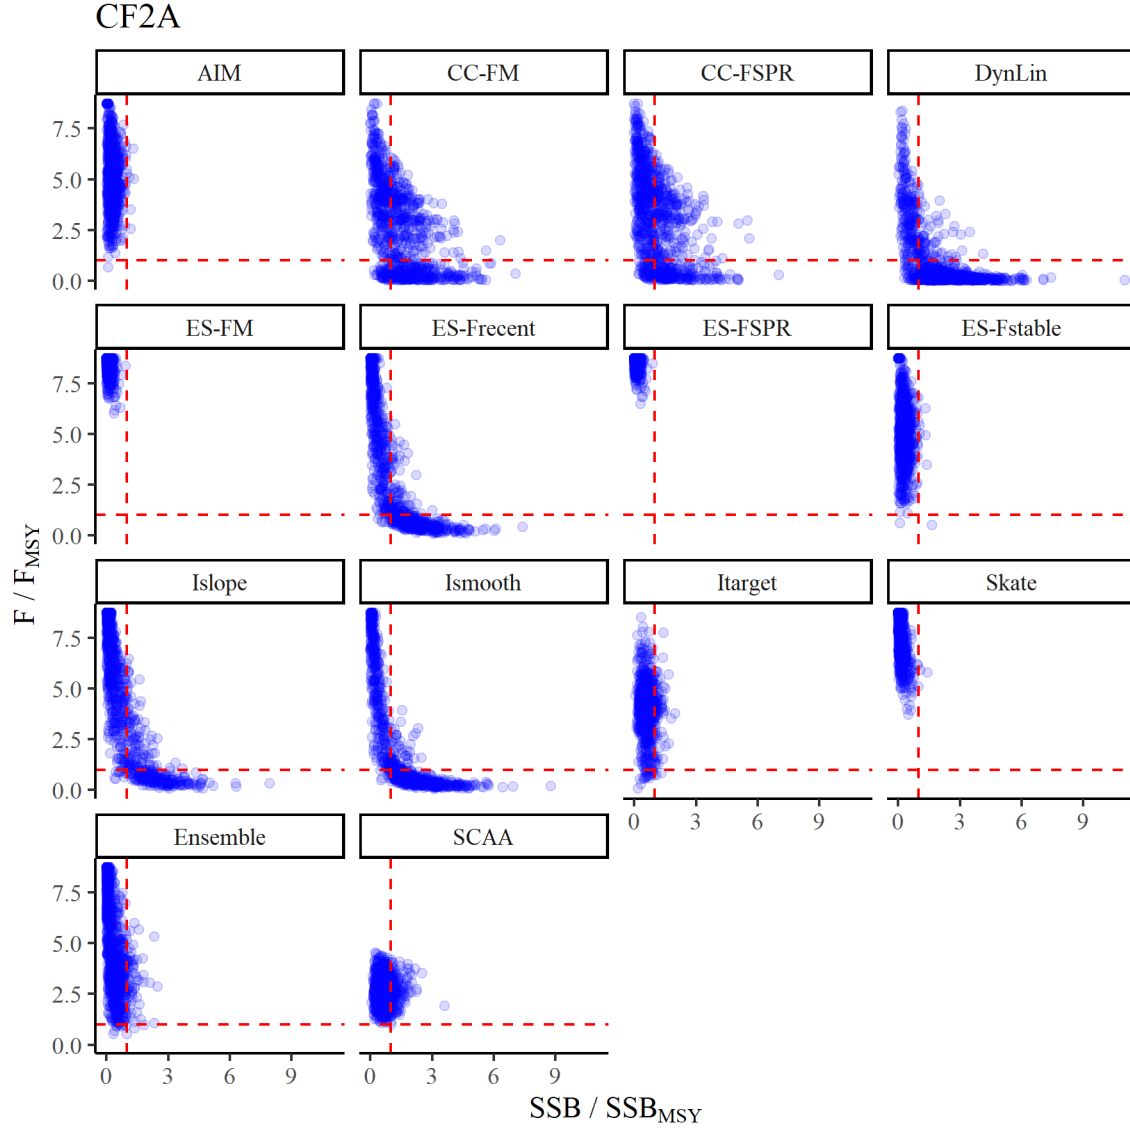 CF2A
AIM
CC-FM
CC-FSPR
DynLin
7.5
5.0
2.5
0.0
ES-FM
ES-Frecent
ES-FSPR
ES-Fstable
7.5
5.0
2.5
0.0
Islope
Ismooth
Itarget
Skate
7.5
5.0
2.5
0.0
0 3 6 9
0 3 6 9
Ensemble
SCAA
7.5
5.0
2.5
0.0
0 3 6 9
0 3 6 9
F / FMSY
SSB / SSBMSY